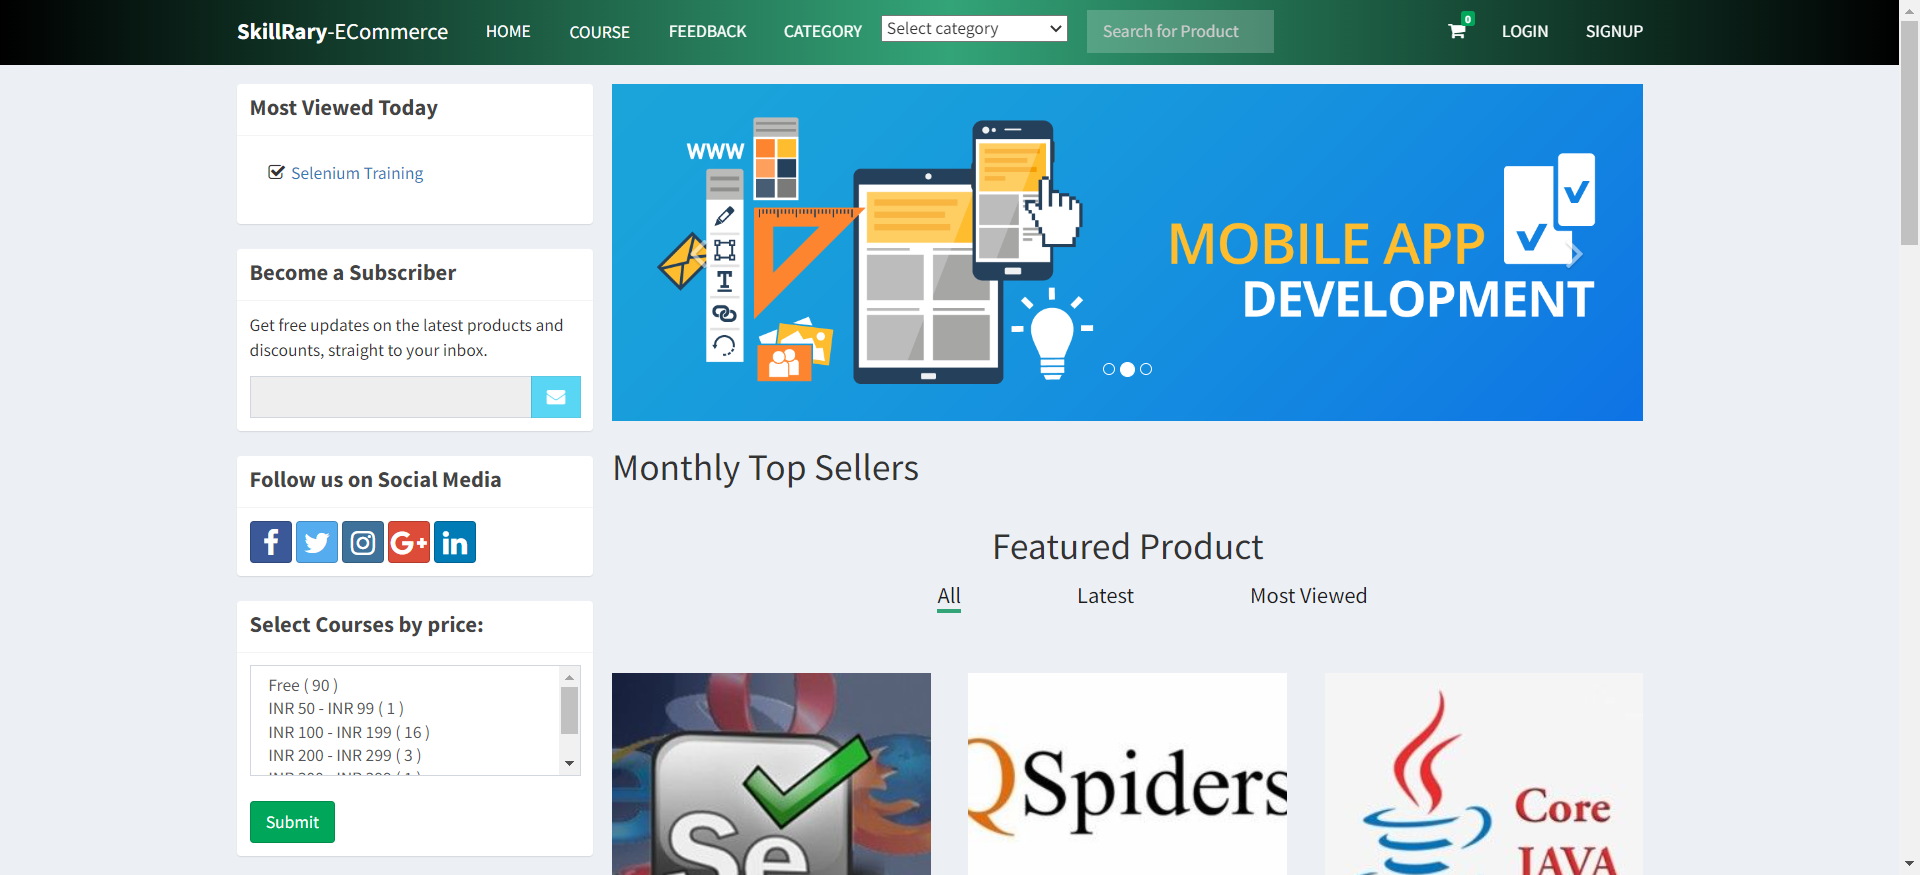 SkillRary-ECommerce HOME COURSE FEEDBACK CATEGORY Select category Search for Product 0 LOGIN SIGNUP
Most Viewed Today
Selenium Training
Become a Subscriber
Get free updates on the latest products and
discounts, straight to your inbox.
Follow us on Social Media
Select Courses by price:
Free ( 90 )
INR 50 - INR 99 ( 1 )
INR 100 - INR 199 ( 16 )
INR 200 - INR 299 ( 3 )
Submit
WWW
T
MOBILE APP
DEVELOPMENT
Monthly Top Sellers
Featured Product
All Latest Most Viewed
Se
QSpiders
Core
JAVA